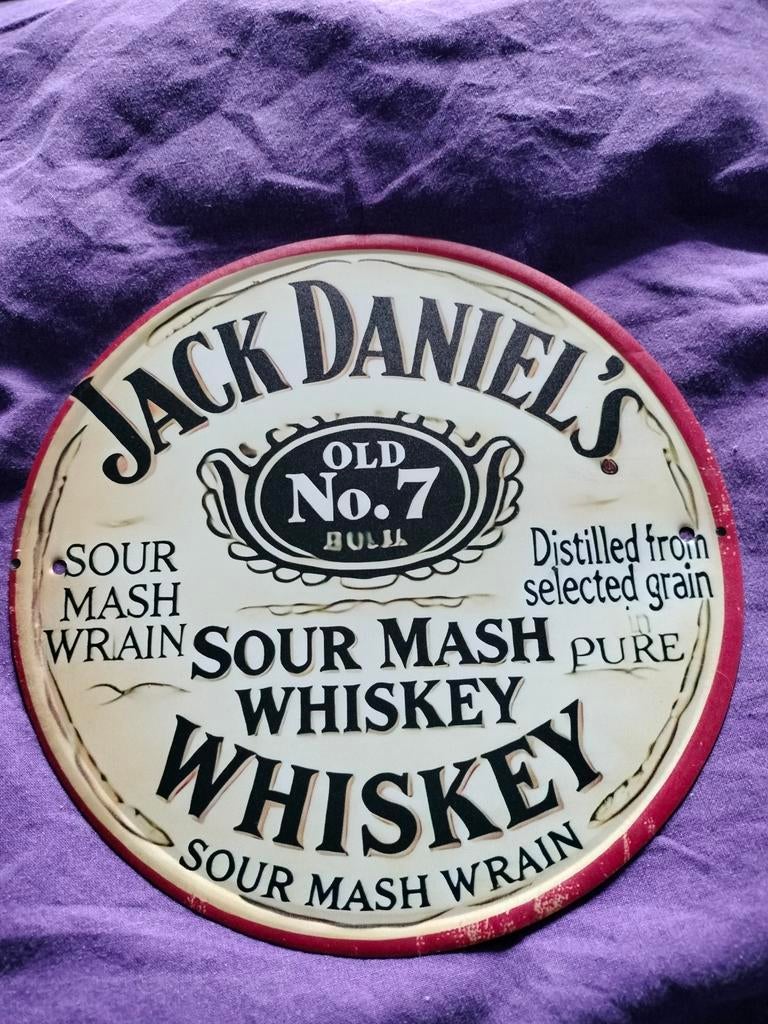 JACK DANIEL'S
OLD
No.7
SOUR
MASH
WRAIN
Distilled from
selected grain
in
PURE
SOUR MASH
WHISKEY
WHISKEY
SOUR MASH WRAIN